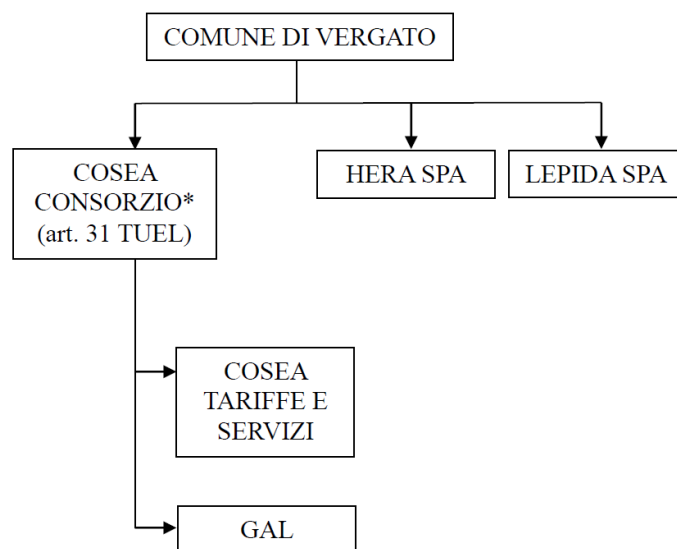 COMUNE DI VERGATO
COSEA
CONSORZIO*
(art. 31 TUEL)
HERA SPA
LEPIDA SPA
COSEA
TARIFFE E
SERVIZI
GAL